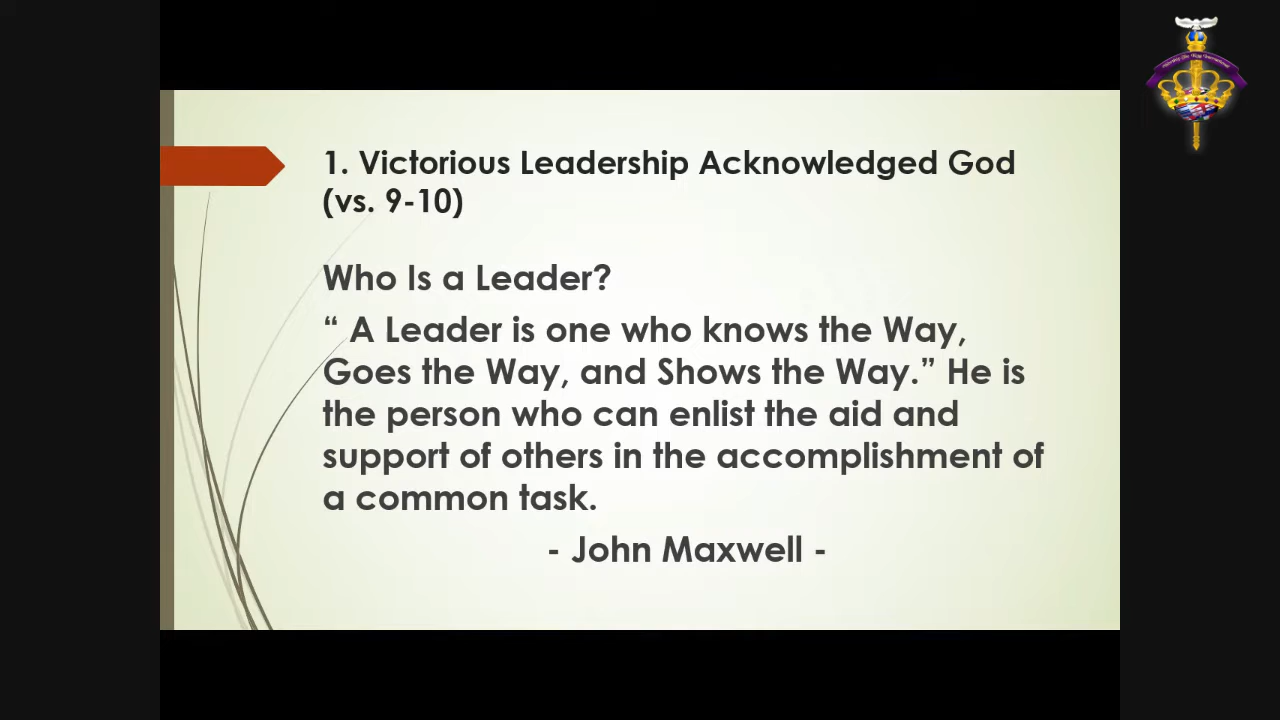 1. Victorious Leadership Acknowledged God
(vs. 9-10)
Who Is a Leader?
“ A Leader is one who knows the Way,
Goes the Way, and Shows the Way.” He is
the person who can enlist the aid and
support of others in the accomplishment of
a common task.
- John Maxwell -